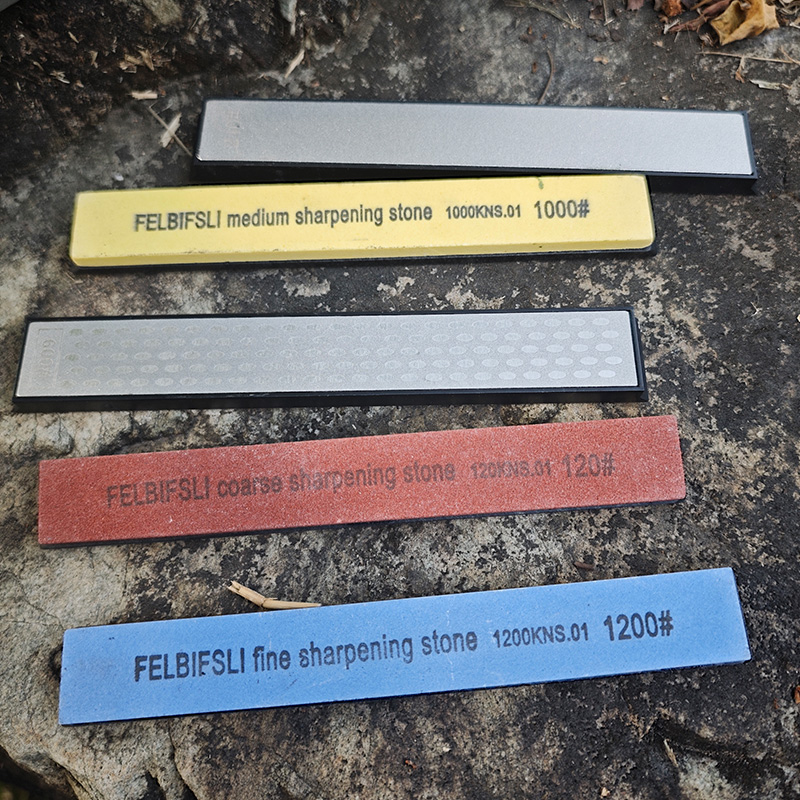 FELBIFSLI medium sharpening stone 1000KNS.01 1000#
FELBIFSLI coarse sharpening stone 120KNS.01 120#
FELBIFSLI fine sharpening stone 1200KNS.01 1200#